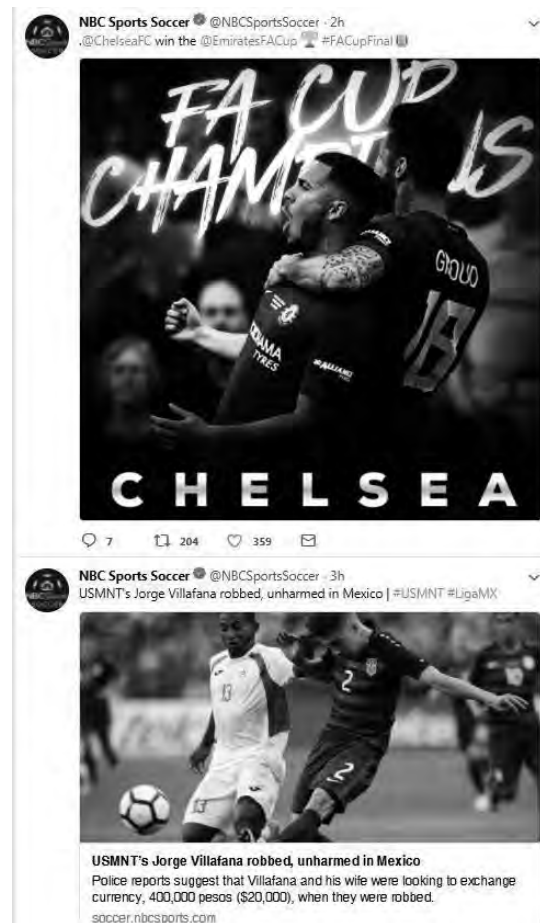 NBC Sports Soccer @NBCSportsSoccer · 2h
.@ChelseaFC win the @EmiratesFACup 🏆 #FACupFinal
FA CUP
CHAMPIONS
GIROUD
18
YOKOHAMA
TYRES
CHELSEA
7 204 359
NBC Sports Soccer @NBCSportsSoccer · 3h
USMNT's Jorge Villafana robbed, unharmed in Mexico | #USMNT #LigaMX
13
2
13
2
USMNT's Jorge Villafana robbed, unharmed in Mexico
Police reports suggest that Villafana and his wife were looking to exchange
currency, 400,000 pesos ($20,000), when they were robbed.
soccer.nbcsports.com